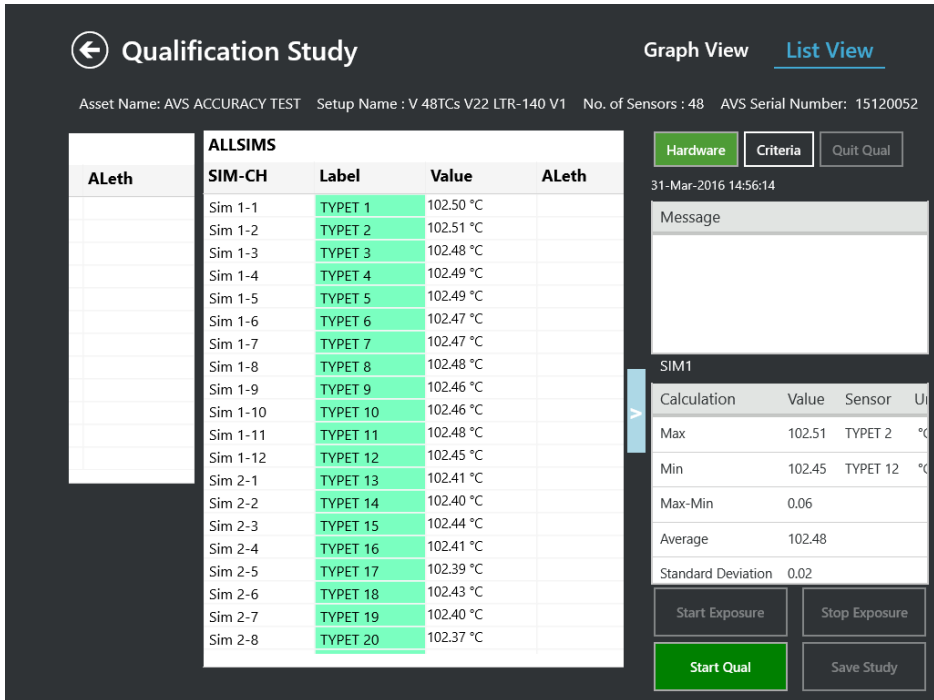 Qualification Study
Graph View List View
Asset Name: AVS ACCURACY TEST Setup Name : V 48TCs V22 LTR-140 V1 No. of Sensors : 48 AVS Serial Number: 15120052
ALeth
ALLSIMS
SIM-CH Label Value ALeth
Sim 1-1 TYPET 1 102.50 °C
Sim 1-2 TYPET 2 102.51 °C
Sim 1-3 TYPET 3 102.48 °C
Sim 1-4 TYPET 4 102.49 °C
Sim 1-5 TYPET 5 102.49 °C
Sim 1-6 TYPET 6 102.47 °C
Sim 1-7 TYPET 7 102.47 °C
Sim 1-8 TYPET 8 102.48 °C
Sim 1-9 TYPET 9 102.46 °C
Sim 1-10 TYPET 10 102.46 °C
Sim 1-11 TYPET 11 102.48 °C
Sim 1-12 TYPET 12 102.45 °C
Sim 2-1 TYPET 13 102.41 °C
Sim 2-2 TYPET 14 102.40 °C
Sim 2-3 TYPET 15 102.44 °C
Sim 2-4 TYPET 16 102.41 °C
Sim 2-5 TYPET 17 102.39 °C
Sim 2-6 TYPET 18 102.43 °C
Sim 2-7 TYPET 19 102.40 °C
Sim 2-8 TYPET 20 102.37 °C
>
Hardware Criteria Quit Qual
31-Mar-2016 14:56:14
Message
SIM1
Calculation Value Sensor
Max 102.51 TYPET 2
Min 102.45 TYPET 12
Max-Min 0.06
Average 102.48
Standard Deviation 0.02
Start Exposure Stop Exposure
Start Qual Save Study